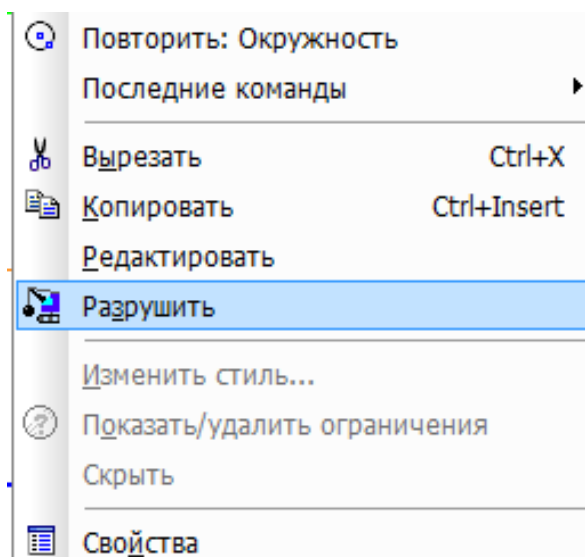 Повторить: Окружность
Последние команды
Вырезать Ctrl+X
Копировать Ctrl+Insert
Редактировать
Разрушить
Изменить стиль...
Показать/удалить ограничения
Скрыть
Свойства